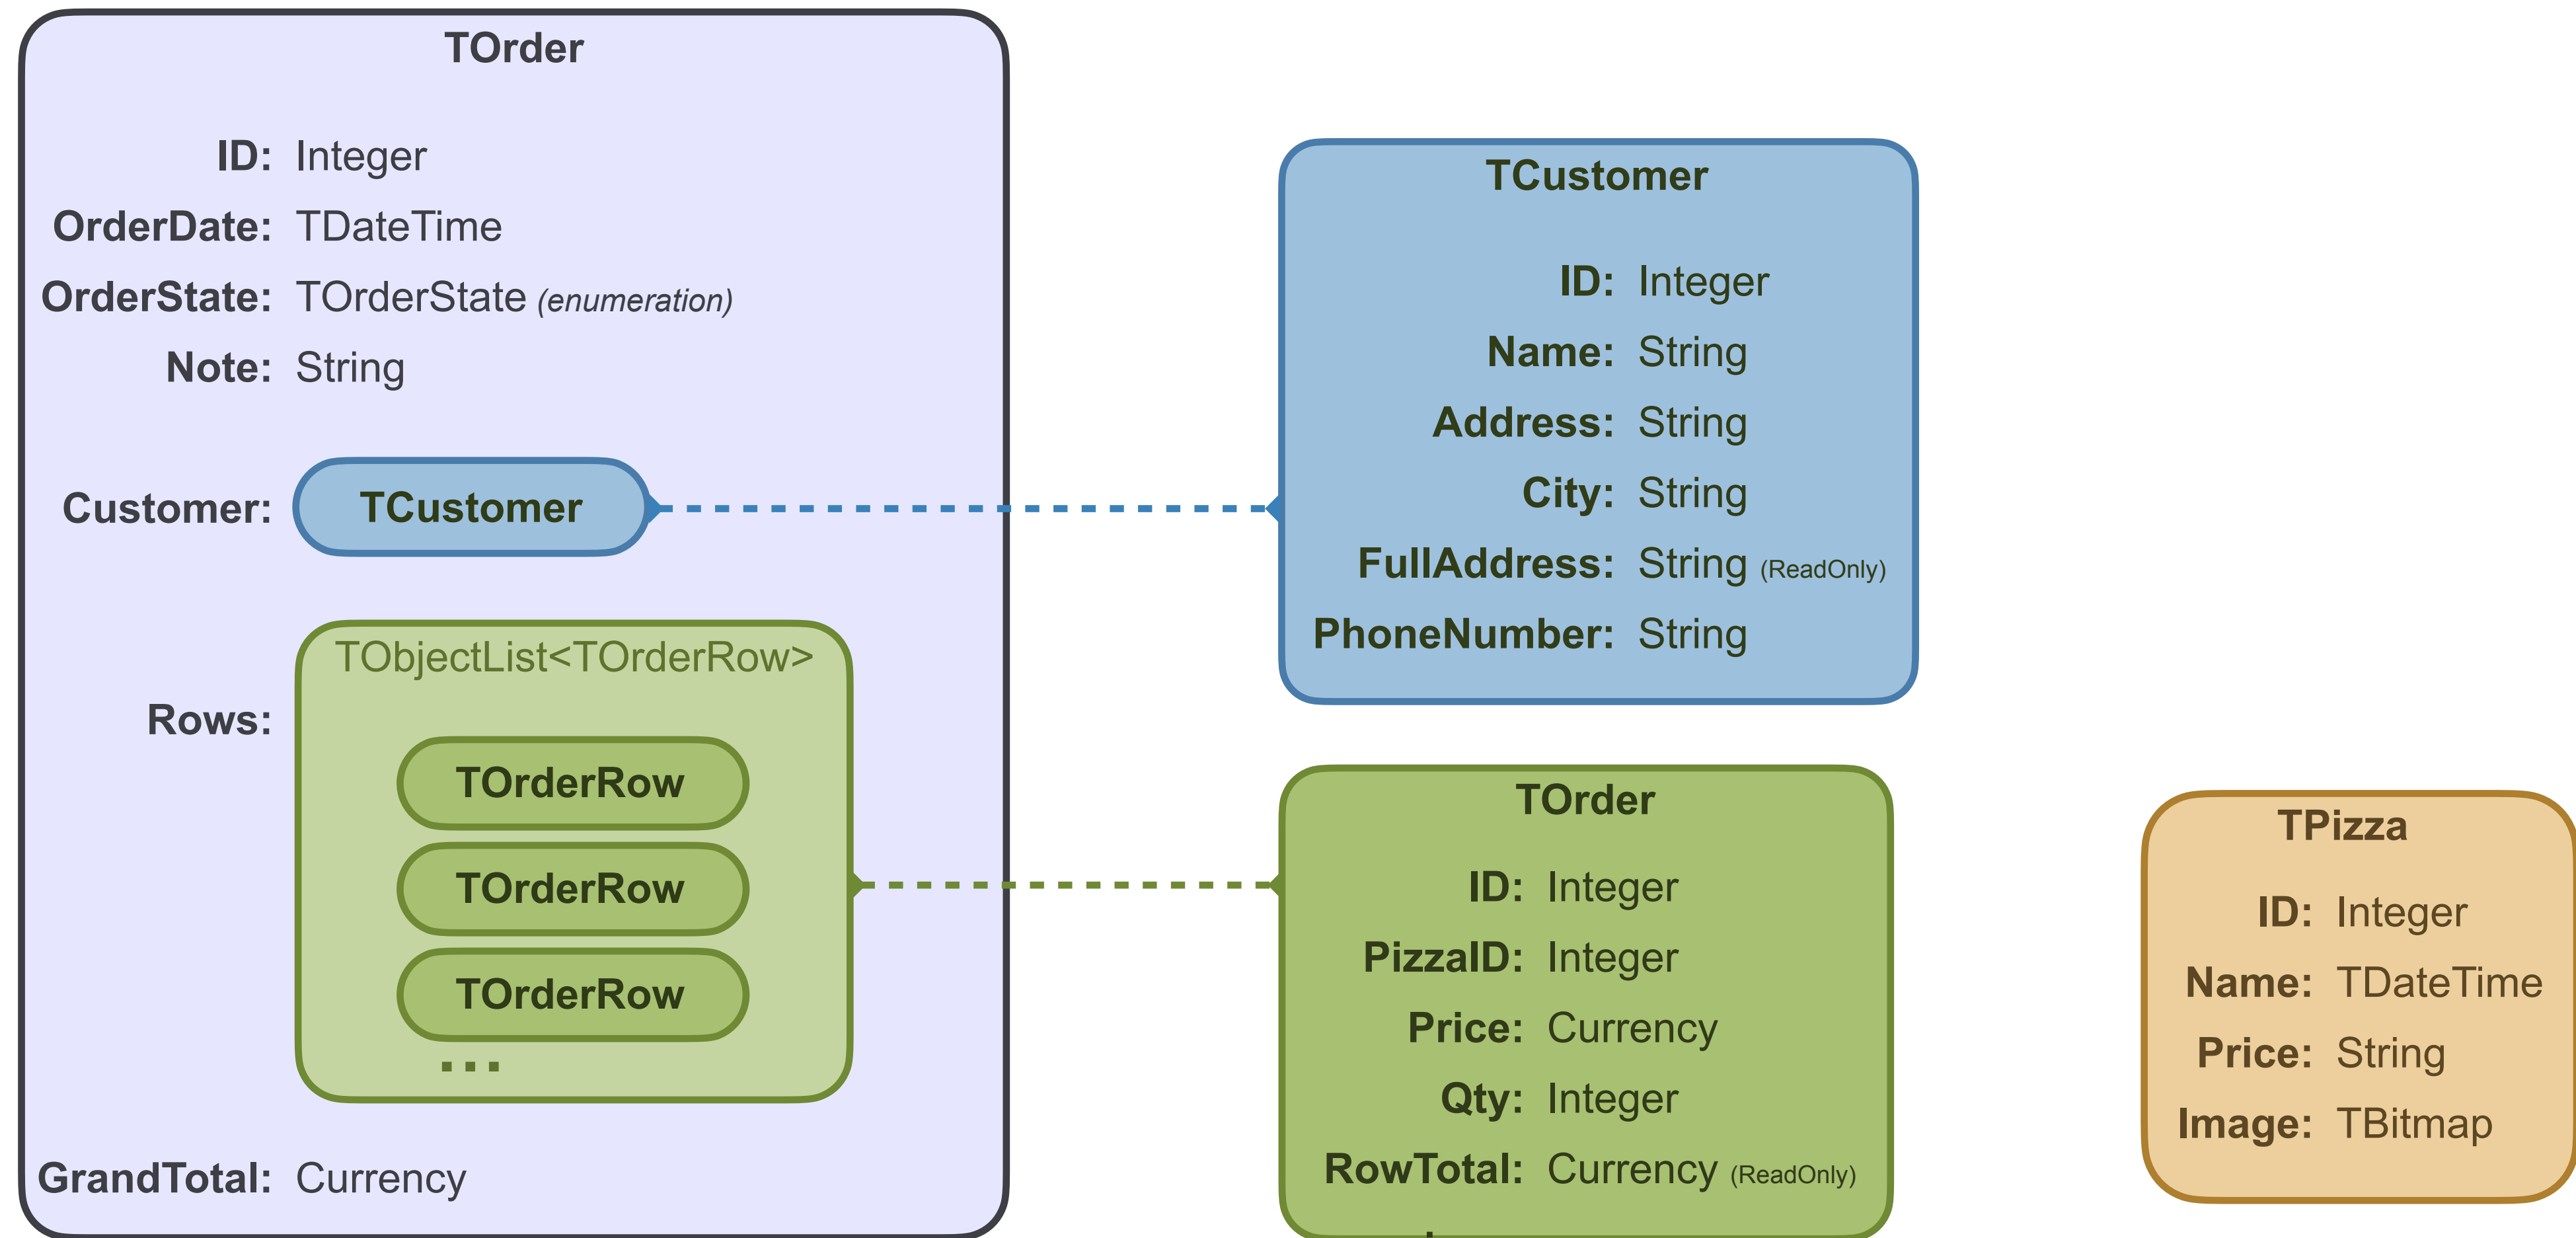 TOrder
ID: Integer
OrderDate: TDateTime
OrderState: TOrderState (enumeration)
Note: String
Customer: TCustomer
Rows:
TObjectList<TOrderRow>
TOrderRow
TOrderRow
TOrderRow
...
GrandTotal: Currency
TCustomer
ID: Integer
Name: String
Address: String
City: String
FullAddress: String (ReadOnly)
PhoneNumber: String
TOrder
ID: Integer
PizzaID: Integer
Price: Currency
Qty: Integer
RowTotal: Currency (ReadOnly)
TPizza
ID: Integer
Name: TDateTime
Price: String
Image: TBitmap